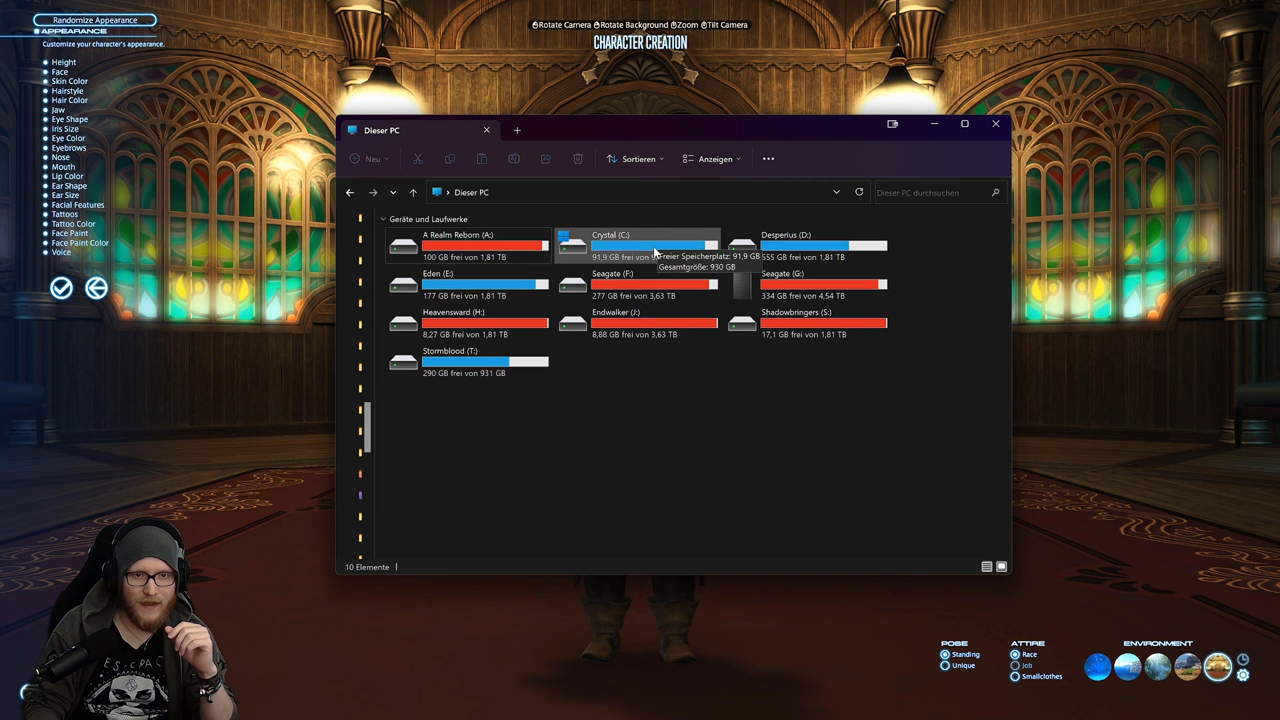 Randomize Appearance
APPEARANCE
Customize your character's appearance.
Height
Face
Skin Color
Hairstyle
Hair Color
Jaw
Eye Shape
Iris Size
Eye Color
Eyebrows
Nose
Mouth
Lip Color
Ear Shape
Ear Size
Facial Features
Tattoos
Tattoo Color
Face Paint
Face Paint Color
Voice
Rotate Camera Rotate Background Zoom Tilt Camera
CHARACTER CREATION
Dieser PC
Neu
Sortieren
Anzeigen
Dieser PC
Dieser PC durchsuchen
Geräte und Laufwerke
A Realm Reborn (A:)
100 GB frei von 1,81 TB
Crystal (C:)
91,9 GB frei von
Freier Speicherplatz: 91,9 GB
Gesamtgröße: 930 GB
Desperius (D:)
555 GB frei von 1,81 TB
Eden (E:)
177 GB frei von 1,81 TB
Seagate (F:)
277 GB frei von 3,63 TB
Seagate (G:)
334 GB frei von 4,54 TB
Heavensward (H:)
8,27 GB frei von 1,81 TB
Endwalker (J:)
8,88 GB frei von 3,63 TB
Shadowbringers (S:)
17,1 GB frei von 1,81 TB
Stormblood (T:)
290 GB frei von 931 GB
10 Elemente
POSE
Standing
Unique
ATTIRE
Race
Job
Smallclothes
ENVIRONMENT